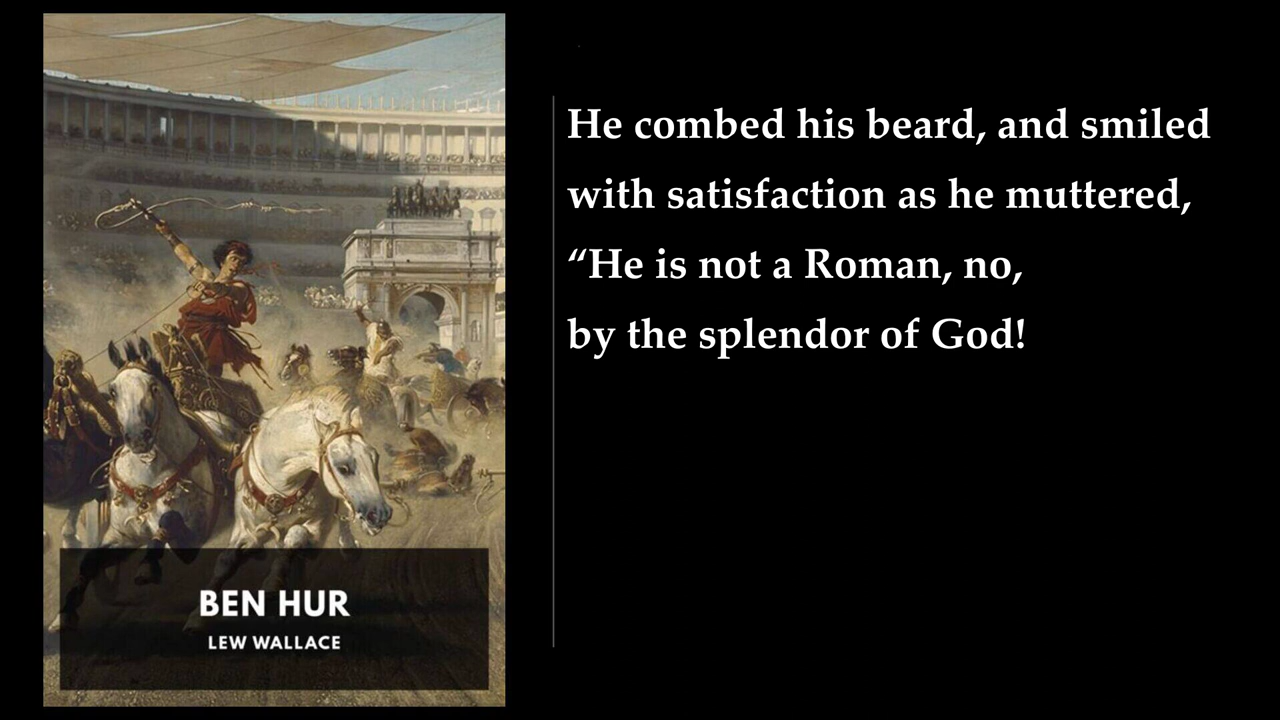 He combed his beard, and smiled
with satisfaction as he muttered,
“He is not a Roman, no,
by the splendor of God!
BEN HUR
LEW WALLACE